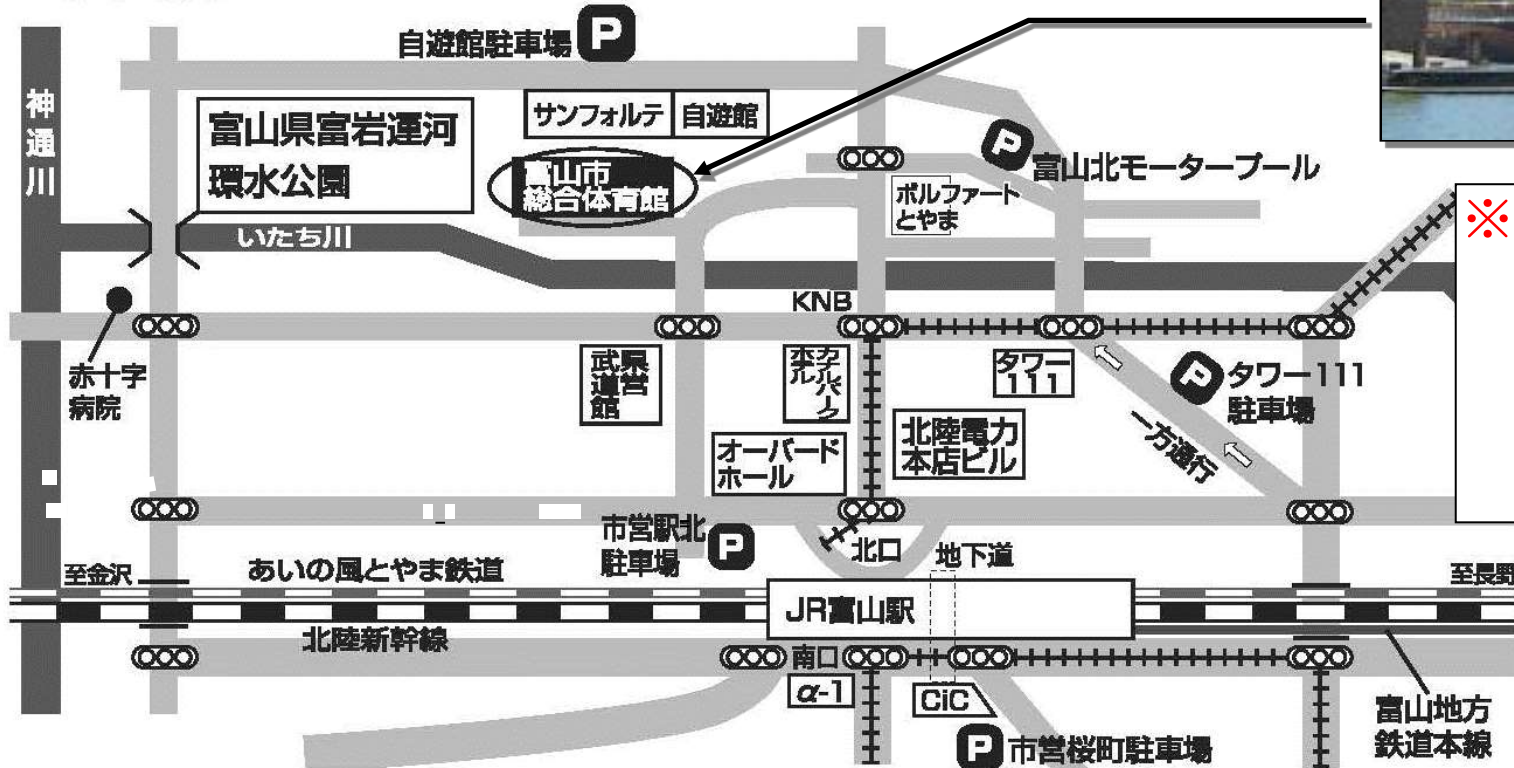 自遊館駐車場
P
神通川
富山県富岩運河
環水公園
サンフォルテ
自遊館
富山市
総合体育館
P
富山北モータープール
ボルファート
とやま
※
いたち川
KNB
赤十字
病院
県営
武道館
カナルパーク
ホテル
タワー
111
P
タワー111
駐車場
一方通行
オーバード
ホール
北陸電力
本店ビル
市営駅北
駐車場
P
北口
地下道
至金沢
あいの風とやま鉄道
至長野
JR富山駅
北陸新幹線
南口
α-1
CiC
富山地方
鉄道本線
P
市営桜町駐車場